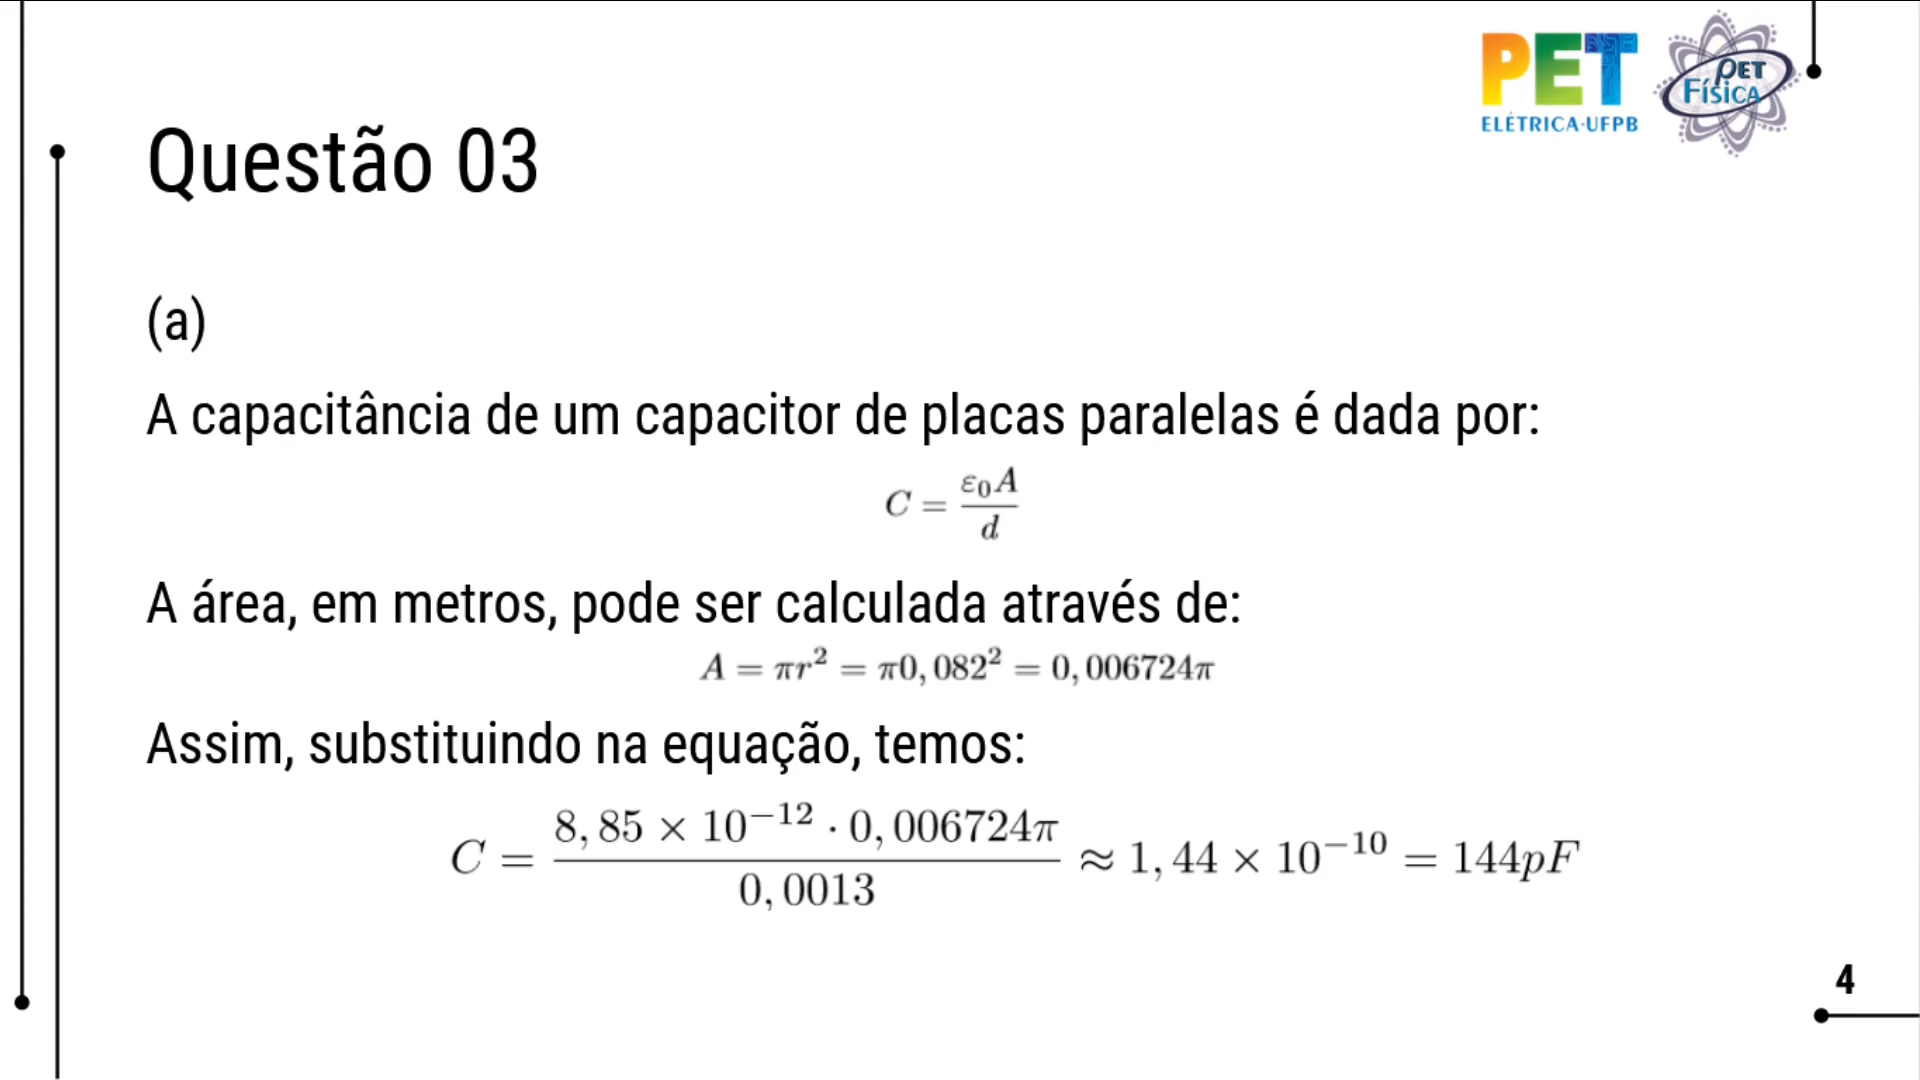 PET
ELÉTRICA·UFPB
PET
FÍSICA
Questão 03
(a)
A capacitância de um capacitor de placas paralelas é dada por:
C = ε₀A / d
A área, em metros, pode ser calculada através de:
A = πr² = π0,082² = 0,006724π
Assim, substituindo na equação, temos:
C = 8,85 × 10⁻¹² · 0,006724π / 0,0013 ≈ 1,44 × 10⁻¹⁰ = 144pF
4